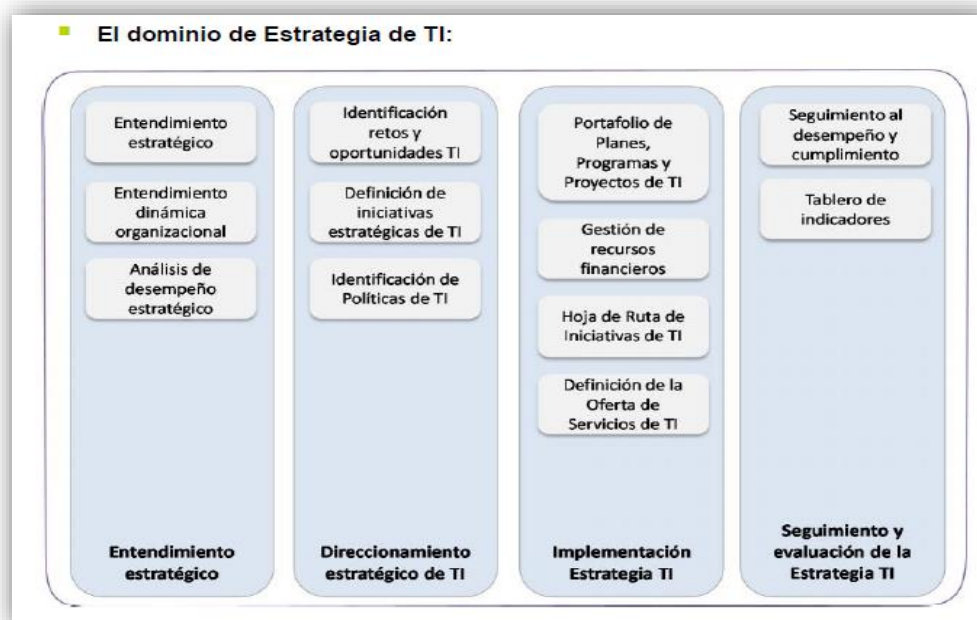 El dominio de Estrategia de TI:
Entendimiento
estratégico
Entendimiento
dinámica
organizacional
Análisis de
desempeño
estratégico
Entendimiento
estratégico
Identificación
retos y
oportunidades TI
Definición de
iniciativas
estratégicas de TI
Identificación de
Políticas de TI
Direccionamiento
estratégico de TI
Portafolio de
Planes,
Programas y
Proyectos de TI
Gestión de
recursos
financieros
Hoja de Ruta de
Iniciativas de TI
Definición de la
Oferta de
Servicios de TI
Implementación
Estrategia TI
Seguimiento al
desempeño y
cumplimiento
Tablero de
indicadores
Seguimiento y
evaluación de la
Estrategia TI